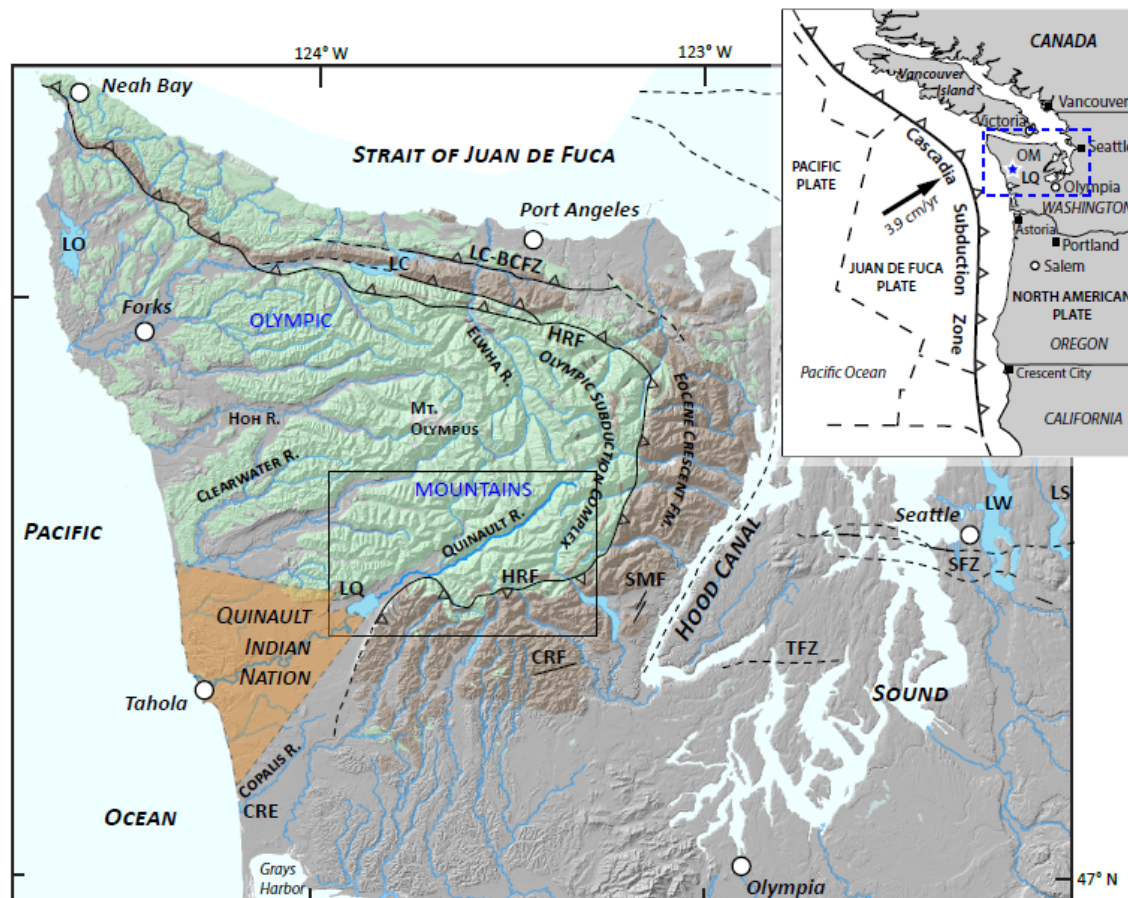 124° W
123° W
Neah Bay
STRAIT OF JUAN DE FUCA
Port Angeles
LO
LC
LC-BCFZ
Forks
OLYMPIC
HRF
ELWHA R.
OLYMPIC SUBDUCTION COMPLEX
EOCENE CRESCENT FM.
HOH R.
MT.
OLYMPUS
CLEARWATER R.
MOUNTAINS
PACIFIC
QUINAULT R.
Seattle
LW
LS
SFZ
HOOD CANAL
LQ
HRF
SMF
QUINAULT
INDIAN
NATION
CRF
TFZ
Tahola
SOUND
COPALIS R.
CRE
OCEAN
Grays
Harbor
Olympia
47° N
CANADA
Vancouver
Island
Vancouver
Victoria
Seattle
OM
LQ
Olympia
WASHINGTON
PACIFIC
PLATE
Cascadia
Subduction
Zone
3.9 cm/yr
Astoria
Portland
JUAN DE FUCA
PLATE
Salem
NORTH AMERICAN
PLATE
OREGON
Pacific Ocean
Crescent City
CALIFORNIA